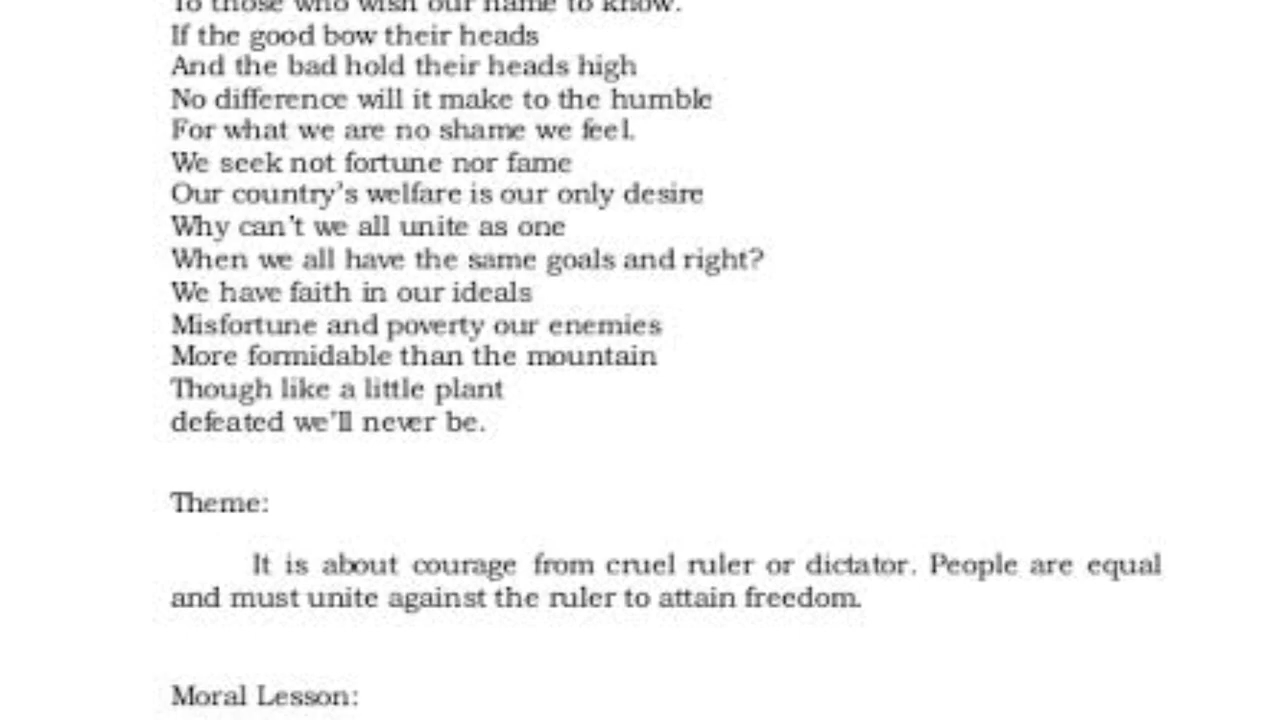 To those who wish our name to know.
If the good bow their heads
And the bad hold their heads high
No difference will it make to the humble
For what we are no shame we feel.
We seek not fortune nor fame
Our country's welfare is our only desire
Why can't we all unite as one
When we all have the same goals and right?
We have faith in our ideals
Misfortune and poverty our enemies
More formidable than the mountain
Though like a little plant
defeated we'll never be.
Theme:
It is about courage from cruel ruler or dictator. People are equal
and must unite against the ruler to attain freedom.
Moral Lesson: